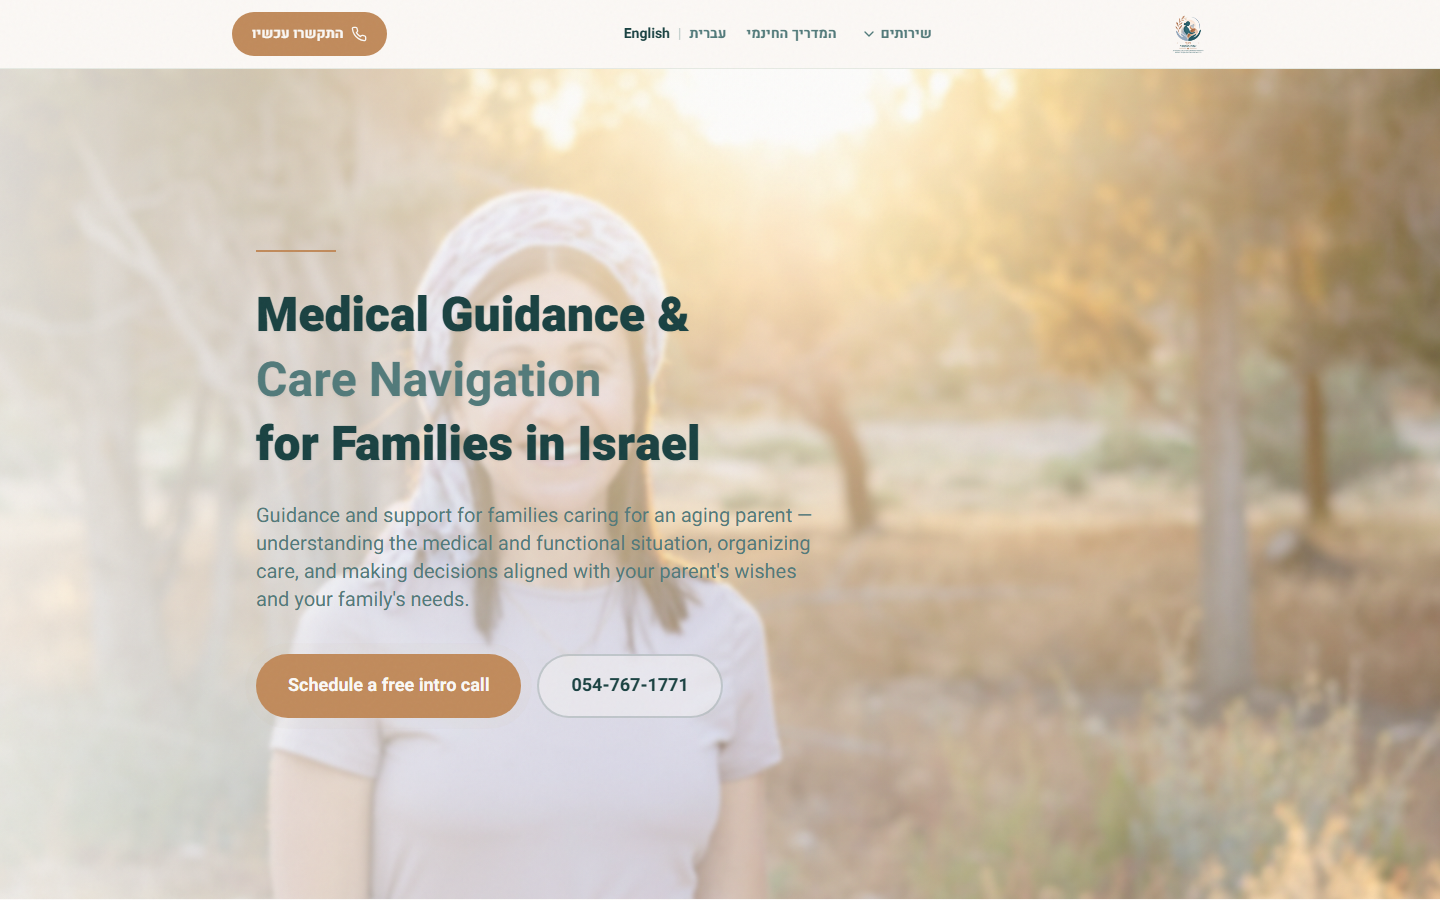 שירותים
המדריך החינמי
עברית | English
התקשרו עכשיו
Medical Guidance &
Care Navigation
for Families in Israel
Guidance and support for families caring for an aging parent —
understanding the medical and functional situation, organizing
care, and making decisions aligned with your parent's wishes
and your family's needs.
Schedule a free intro call
054-767-1771